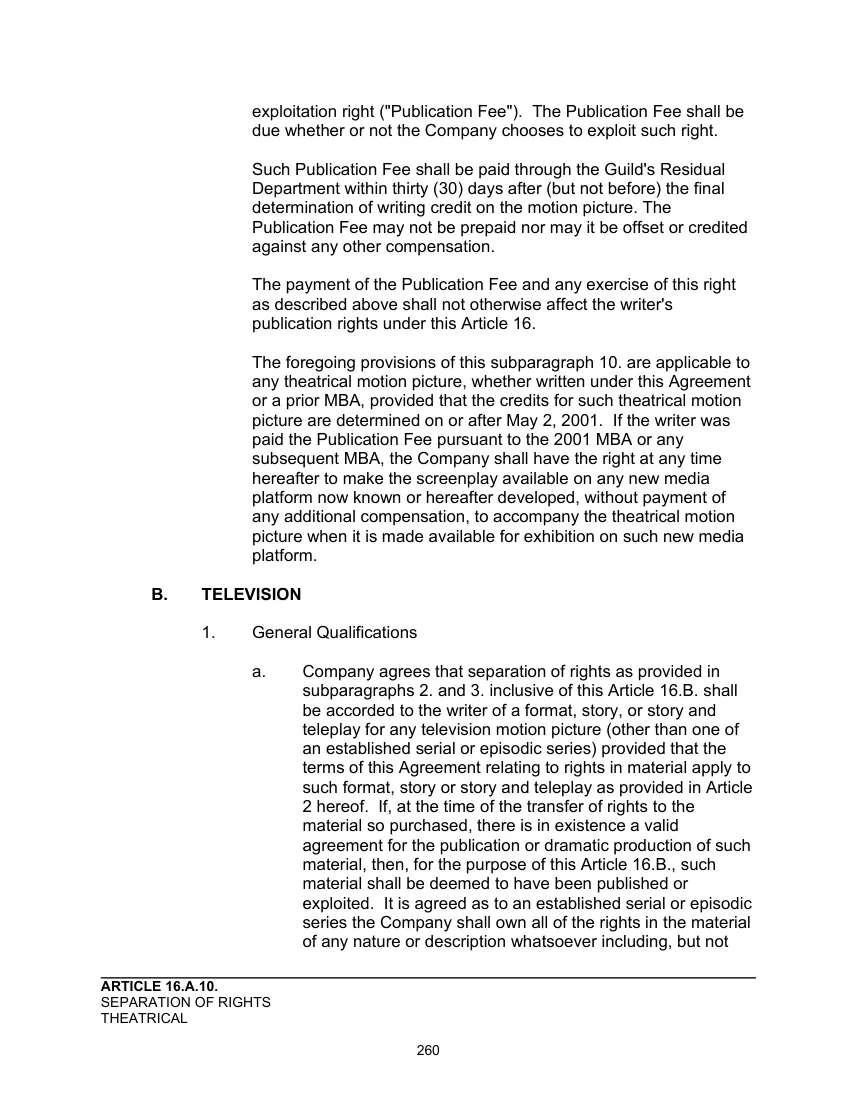 exploitation right ("Publication Fee").  The Publication Fee shall be
due whether or not the Company chooses to exploit such right.
Such Publication Fee shall be paid through the Guild's Residual
Department within thirty (30) days after (but not before) the final
determination of writing credit on the motion picture. The
Publication Fee may not be prepaid nor may it be offset or credited
against any other compensation.
The payment of the Publication Fee and any exercise of this right
as described above shall not otherwise affect the writer's
publication rights under this Article 16.
The foregoing provisions of this subparagraph 10. are applicable to
any theatrical motion picture, whether written under this Agreement
or a prior MBA, provided that the credits for such theatrical motion
picture are determined on or after May 2, 2001.  If the writer was
paid the Publication Fee pursuant to the 2001 MBA or any
subsequent MBA, the Company shall have the right at any time
hereafter to make the screenplay available on any new media
platform now known or hereafter developed, without payment of
any additional compensation, to accompany the theatrical motion
picture when it is made available for exhibition on such new media
platform.
B. TELEVISION
1. General Qualifications
a. Company agrees that separation of rights as provided in
subparagraphs 2. and 3. inclusive of this Article 16.B. shall
be accorded to the writer of a format, story, or story and
teleplay for any television motion picture (other than one of
an established serial or episodic series) provided that the
terms of this Agreement relating to rights in material apply to
such format, story or story and teleplay as provided in Article
2 hereof.  If, at the time of the transfer of rights to the
material so purchased, there is in existence a valid
agreement for the publication or dramatic production of such
material, then, for the purpose of this Article 16.B., such
material shall be deemed to have been published or
exploited.  It is agreed as to an established serial or episodic
series the Company shall own all of the rights in the material
of any nature or description whatsoever including, but not
ARTICLE 16.A.10.
SEPARATION OF RIGHTS
THEATRICAL
260